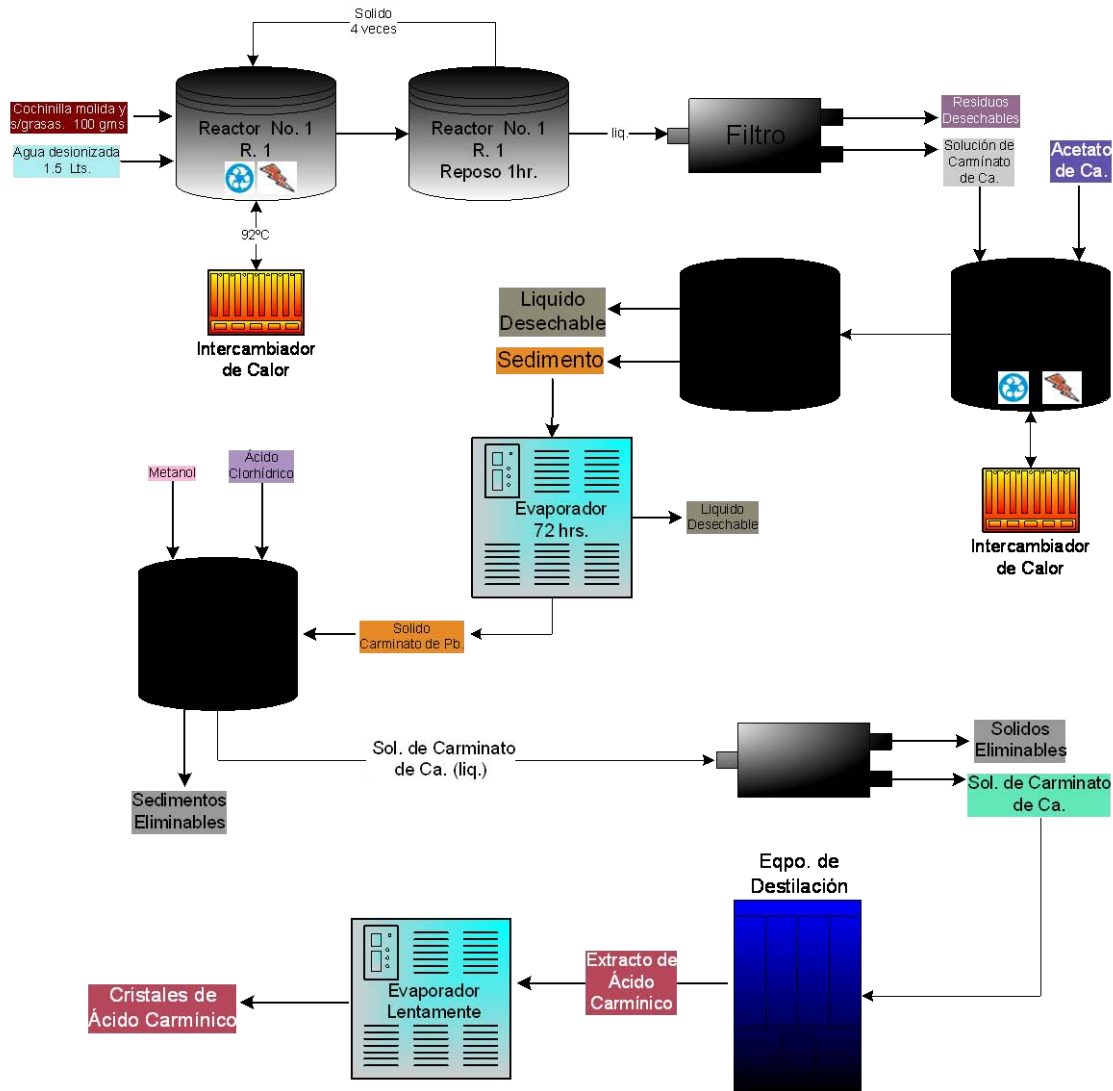 Solido
4 veces
Cochinilla molida y
s/grasas. 100 gms
Agua desionizada
1.5 Lts.
Reactor No. 1
R. 1
Reactor No. 1
R. 1
Reposo 1hr.
liq.
Filtro
Residuos
Desechables
Solución de
Carmínato
de Ca.
Acetato
de Ca.
92ºC
Intercambiador
de Calor
Liquido
Desechable
Sedimento
Intercambiador
de Calor
Evaporador
72 hrs.
Liquido
Desechable
Metanol
Ácido
Clorhídrico
Solido
Carminato de Pb.
Sedimentos
Eliminables
Sol. de Carminato
de Ca. (liq.)
Solidos
Eliminables
Sol. de Carminato
de Ca.
Eqpo. de
Destilación
Extracto de
Ácido
Carmínico
Evaporador
Lentamente
Cristales de
Ácido Carmínico